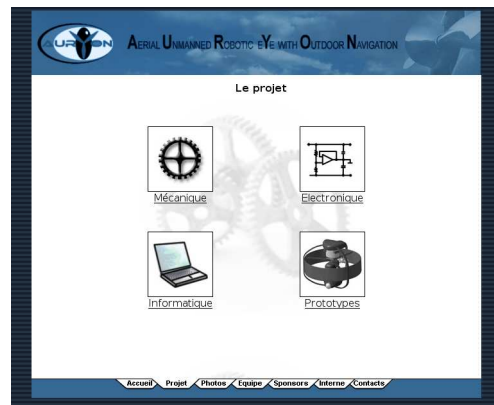 AURYON
AERIAL UNMANNED ROBOTIC EYE WITH OUTDOOR NAVIGATION
Le projet
Mécanique
Electronique
Informatique
Prototypes
Accueil Projet Photos Equipe Sponsors Interne Contacts